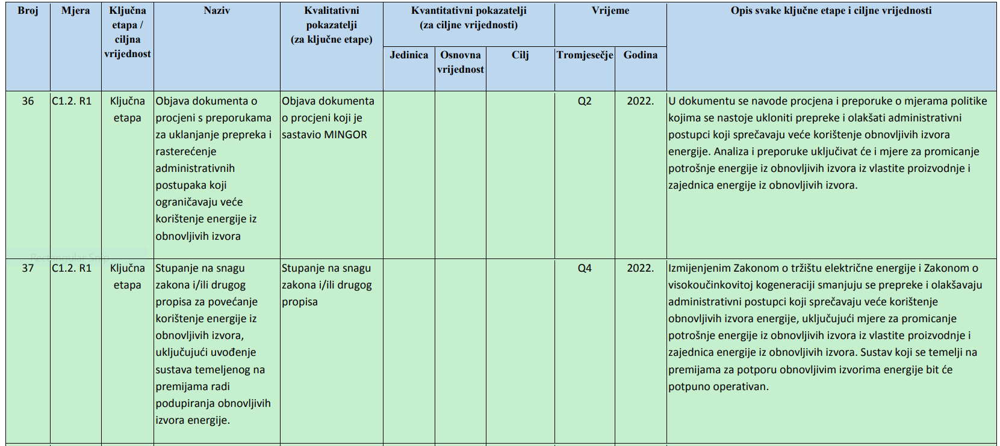 Broj
Mjera
Ključna
etapa /
ciljna
vrijednost
Naziv
Kvalitativni
pokazatelji
(za ključne etape)
Kvantitativni pokazatelji
(za ciljne vrijednosti)
Jedinica
Osnovna
vrijednost
Cilj
Vrijeme
Tromjesečje
Godina
Opis svake ključne etape i ciljne vrijednosti
36
C1.2. R1
Ključna
etapa
Objava dokumenta o
procjeni s preporukama
za uklanjanje prepreka i
rasterećenje
administrativnih
postupaka koji
ograničavaju veće
korištenje energije iz
obnovljivih izvora
Objava dokumenta
o procjeni koji je
sastavio MINGOR
Q2
2022.
U dokumentu se navode procjena i preporuke o mjerama politike
kojima se nastoje ukloniti prepreke i olakšati administrativni
postupci koji sprečavaju veće korištenje obnovljivih izvora
energije. Analiza i preporuke uključivat će i mjere za promicanje
potrošnje energije iz obnovljivih izvora iz vlastite proizvodnje i
zajednica energije iz obnovljivih izvora.
Rectangular Snip
37
C1.2. R1
Ključna
etapa
Stupanje na snagu
zakona i/ili drugog
propisa za povećanje
korištenje energije iz
obnovljivih izvora,
uključujući uvođenje
sustava temeljenog na
premijama radi
podupiranja obnovljivih
izvora energije.
Stupanje na snagu
zakona i/ili drugog
propisa
Q4
2022.
Izmijenjenim Zakonom o tržištu električne energije i Zakonom o
visokoučinkovitoj kogeneraciji smanjuju se prepreke i olakšavaju
administrativni postupci koji sprečavaju veće korištenje
obnovljivih izvora energije, uključujući mjere za promicanje
potrošnje energije iz obnovljivih izvora iz vlastite proizvodnje i
zajednica energije iz obnovljivih izvora. Sustav koji se temelji na
premijama za potporu obnovljivim izvorima energije bit će
potpuno operativan.